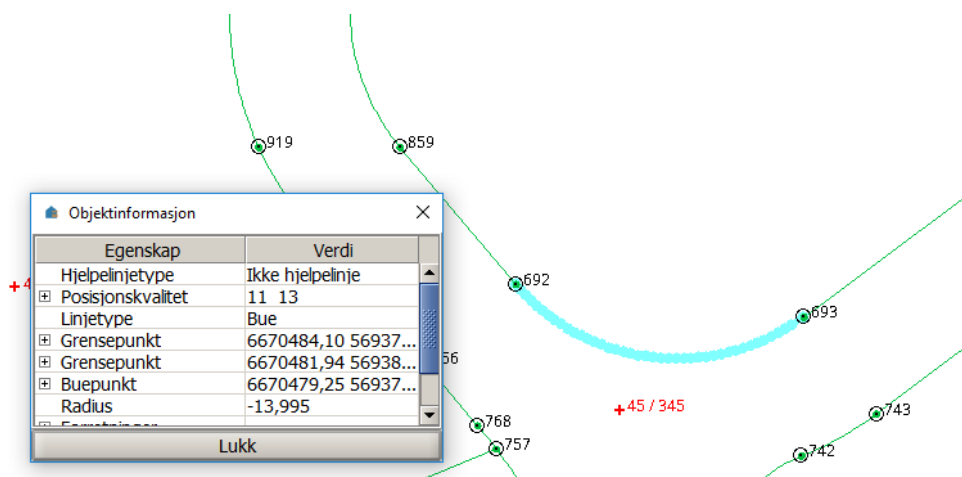 919
859
Objektinformasjon
Egenskap Verdi
Hjelpelinjetype Ikke hjelpelinje
Posisjonskvalitet 11 13
Linjetype Bue
Grensepunkt 6670484,10 56937...
Grensepunkt 6670481,94 56938...
Buepunkt 6670479,25 56937...
Radius -13,995
Lukk
692
693
56
45 / 345
768
757
743
742